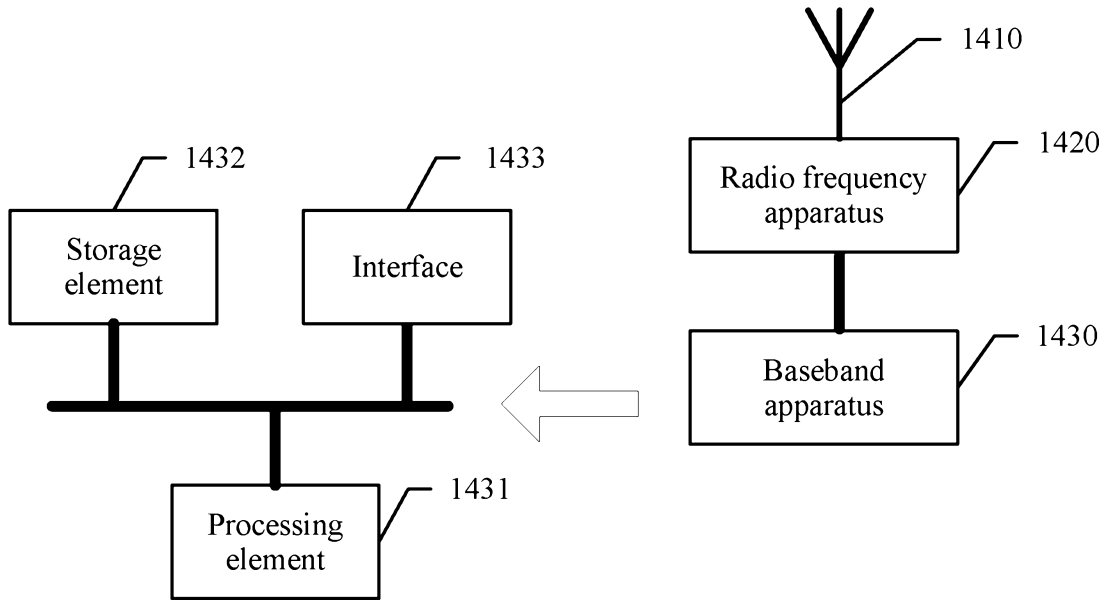 1410
1420
Radio frequency
apparatus
1432
1433
Storage
element
Interface
1430
Baseband
apparatus
1431
Processing
element